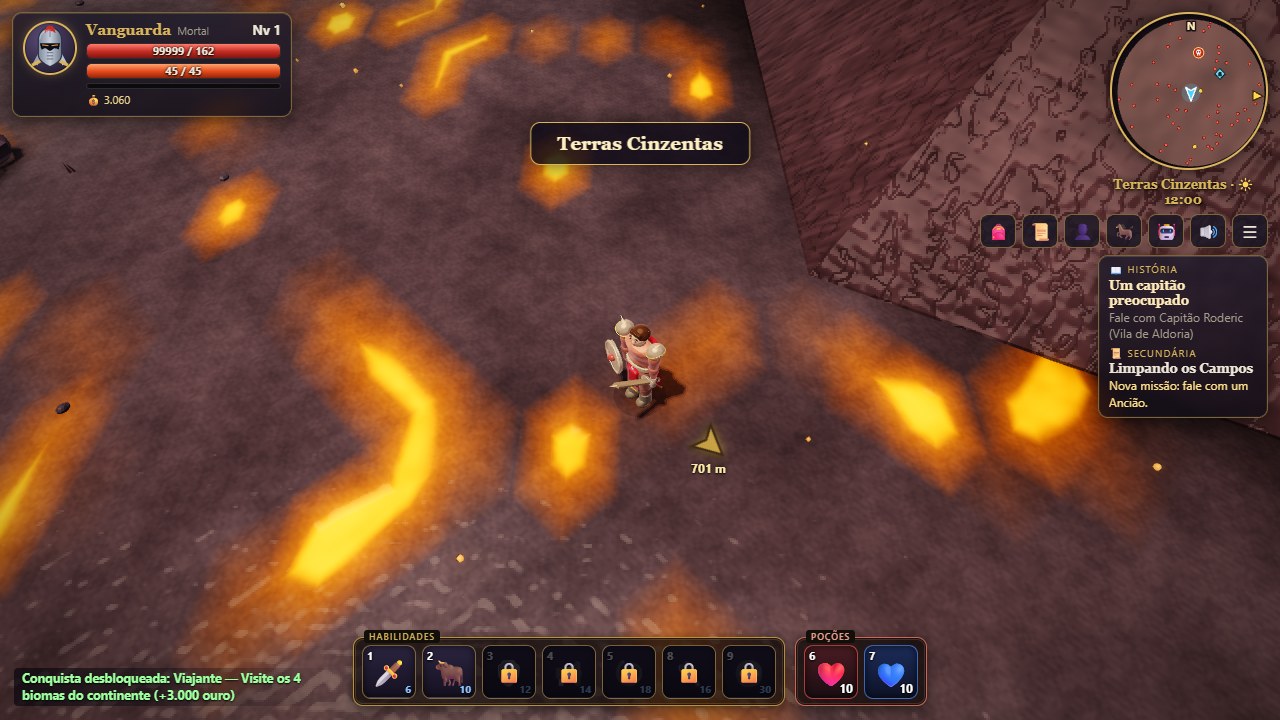 Vanguarda Mortal Nv 1
99999 / 162
45 / 45
3.060
Terras Cinzentas
N
Terras Cinzentas ·
12:00
HISTÓRIA
Um capitão
preocupado
Fale com Capitão Roderic
(Vila de Aldoria)
SECUNDÁRIA
Limpando os Campos
Nova missão: fale com um
Ancião.
701 m
Conquista desbloqueada: Viajante — Visite os 4
biomas do continente (+3.000 ouro)
HABILIDADES
1 2 3 4 5 8 9
6 10 12 14 18 16 30
POÇÕES
6 7
10 10